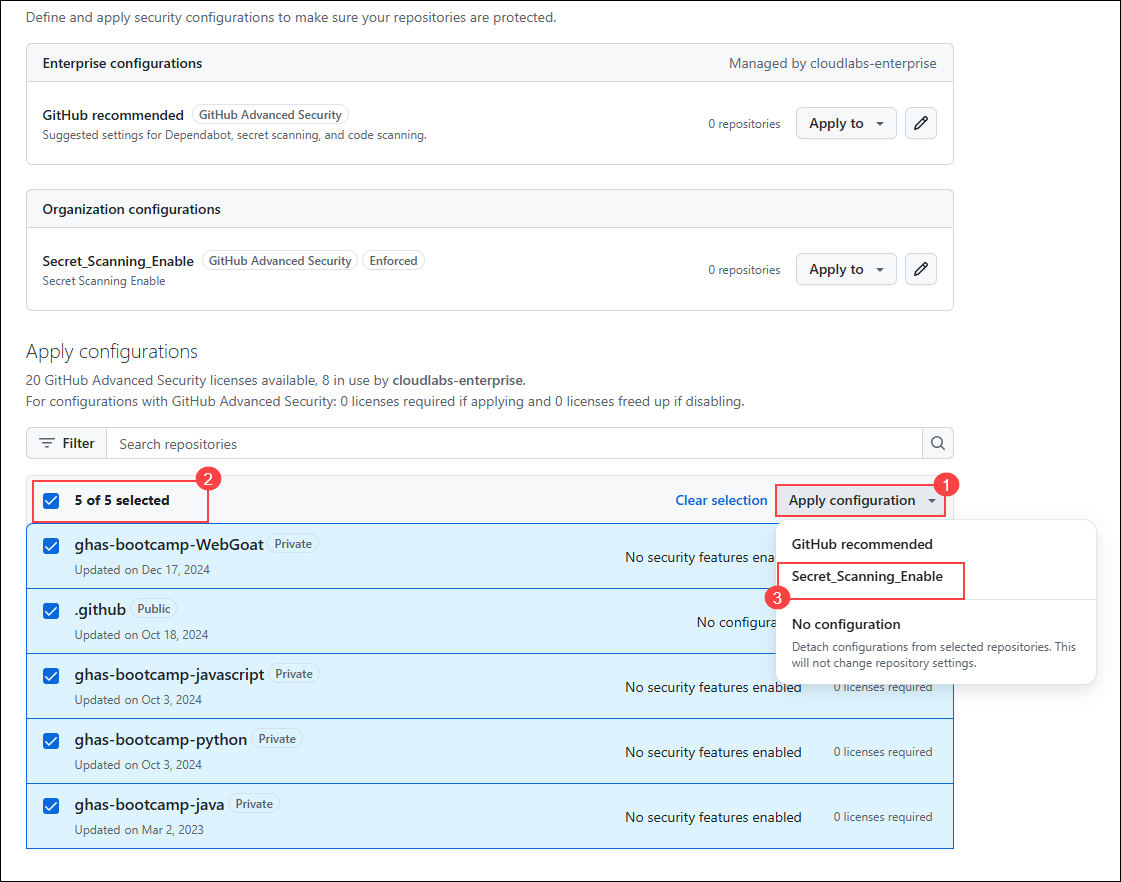 Define and apply security configurations to make sure your repositories are protected.
Enterprise configurations Managed by cloudlabs-enterprise
GitHub recommended GitHub Advanced Security
Suggested settings for Dependabot, secret scanning, and code scanning.
0 repositories Apply to
Organization configurations
Secret_Scanning_Enable GitHub Advanced Security Enforced
Secret Scanning Enable
0 repositories Apply to
Apply configurations
20 GitHub Advanced Security licenses available, 8 in use by cloudlabs-enterprise.
For configurations with GitHub Advanced Security: 0 licenses required if applying and 0 licenses freed up if disabling.
Filter Search repositories
2
1
5 of 5 selected Clear selection Apply configuration
ghas-bootcamp-WebGoat Private
Updated on Dec 17, 2024
No security features ena
GitHub recommended
Secret_Scanning_Enable
3
No configuration
Detach configurations from selected repositories. This
will not change repository settings.
.github Public
Updated on Oct 18, 2024
No configura
ghas-bootcamp-javascript Private
Updated on Oct 3, 2024
No security features enabled 0 licenses required
ghas-bootcamp-python Private
Updated on Oct 3, 2024
No security features enabled 0 licenses required
ghas-bootcamp-java Private
Updated on Mar 2, 2023
No security features enabled 0 licenses required